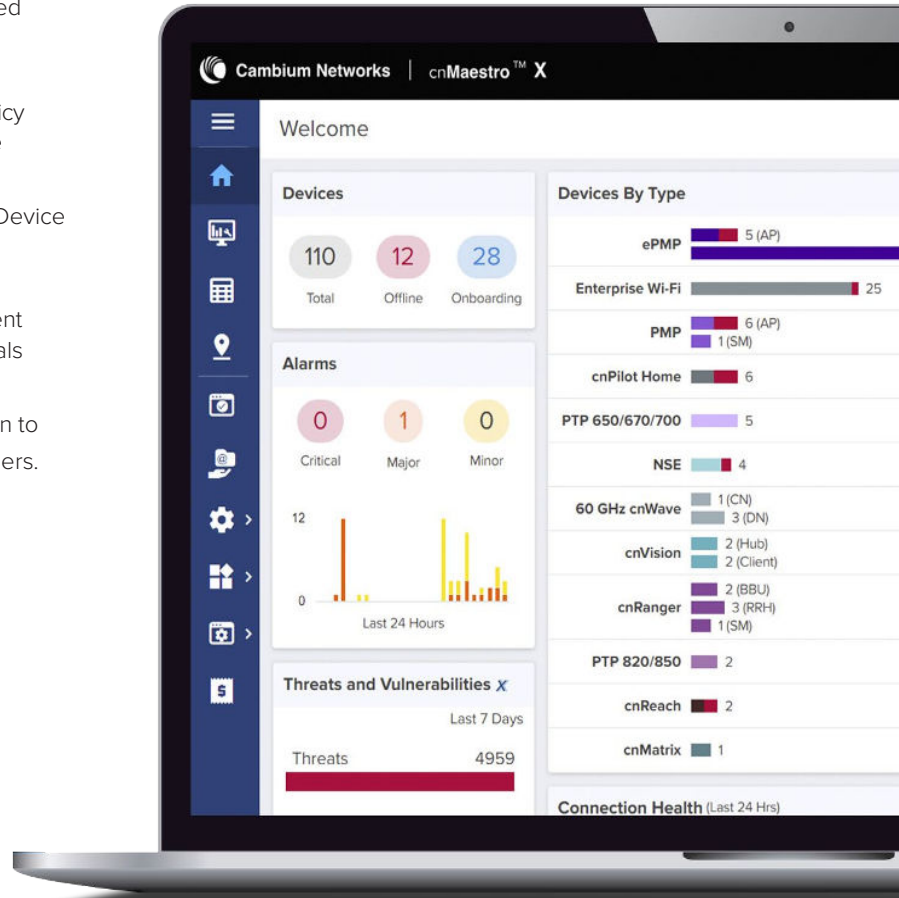 ed
icy
e
Device
ent
als
n to
ers.
Cambium Networks | cnMaestro™ X
Welcome
Devices
110
12
28
Total
Offline
Onboarding
Alarms
0
1
0
Critical
Major
Minor
12
0
Last 24 Hours
Threats and Vulnerabilities X
Last 7 Days
Threats 4959
Devices By Type
ePMP 5 (AP)
Enterprise Wi-Fi 25
PMP 6 (AP)
1 (SM)
cnPilot Home 6
PTP 650/670/700 5
NSE 4
60 GHz cnWave 1 (CN)
3 (DN)
cnVision 2 (Hub)
2 (Client)
cnRanger 2 (BBU)
3 (RRH)
1 (SM)
PTP 820/850 2
cnReach 2
cnMatrix 1
Connection Health (Last 24 Hrs)